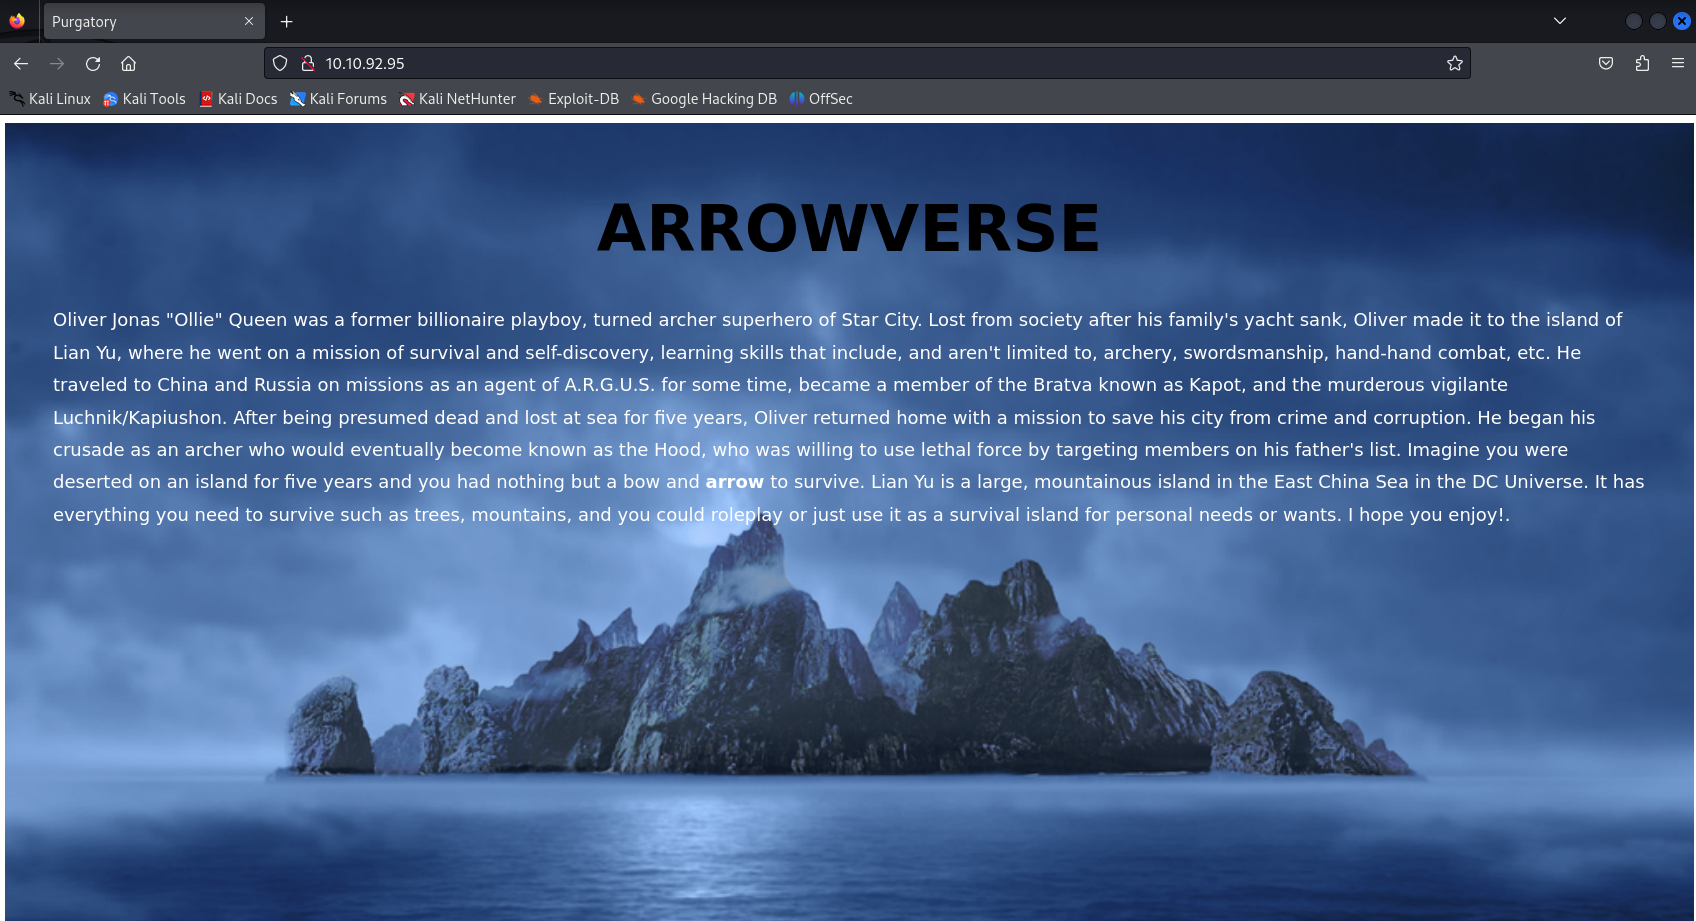 Purgatory
10.10.92.95
Kali Linux Kali Tools Kali Docs Kali Forums Kali NetHunter Exploit-DB Google Hacking DB OffSec
ARROWVERSE
Oliver Jonas "Ollie" Queen was a former billionaire playboy, turned archer superhero of Star City. Lost from society after his family's yacht sank, Oliver made it to the island of
Lian Yu, where he went on a mission of survival and self-discovery, learning skills that include, and aren't limited to, archery, swordsmanship, hand-hand combat, etc. He
traveled to China and Russia on missions as an agent of A.R.G.U.S. for some time, became a member of the Bratva known as Kapot, and the murderous vigilante
Luchnik/Kapiushon. After being presumed dead and lost at sea for five years, Oliver returned home with a mission to save his city from crime and corruption. He began his
crusade as an archer who would eventually become known as the Hood, who was willing to use lethal force by targeting members on his father's list. Imagine you were
deserted on an island for five years and you had nothing but a bow and arrow to survive. Lian Yu is a large, mountainous island in the East China Sea in the DC Universe. It has
everything you need to survive such as trees, mountains, and you could roleplay or just use it as a survival island for personal needs or wants. I hope you enjoy!.